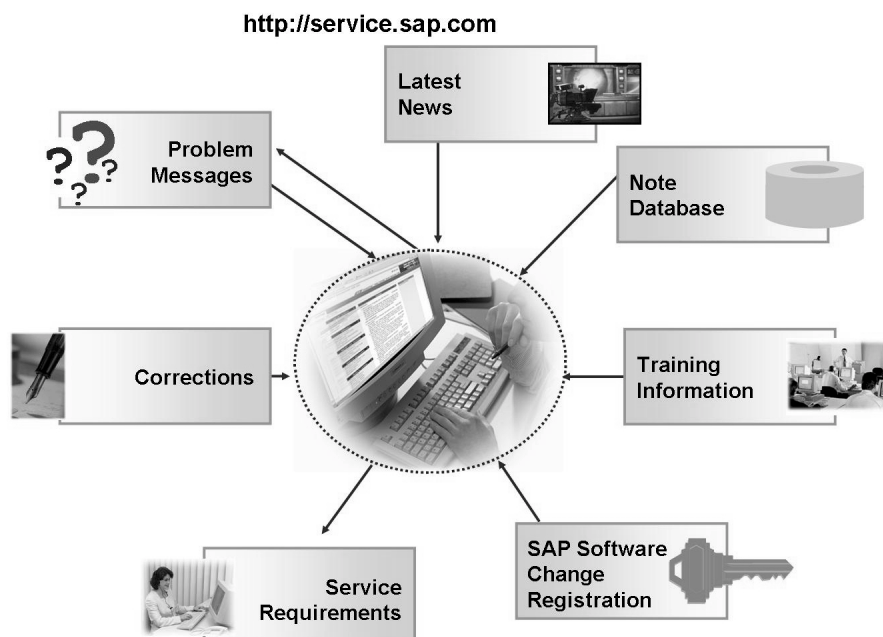 http://service.sap.com
Latest
News
Problem
Messages
Note
Database
Corrections
Training
Information
Service
Requirements
SAP Software
Change
Registration